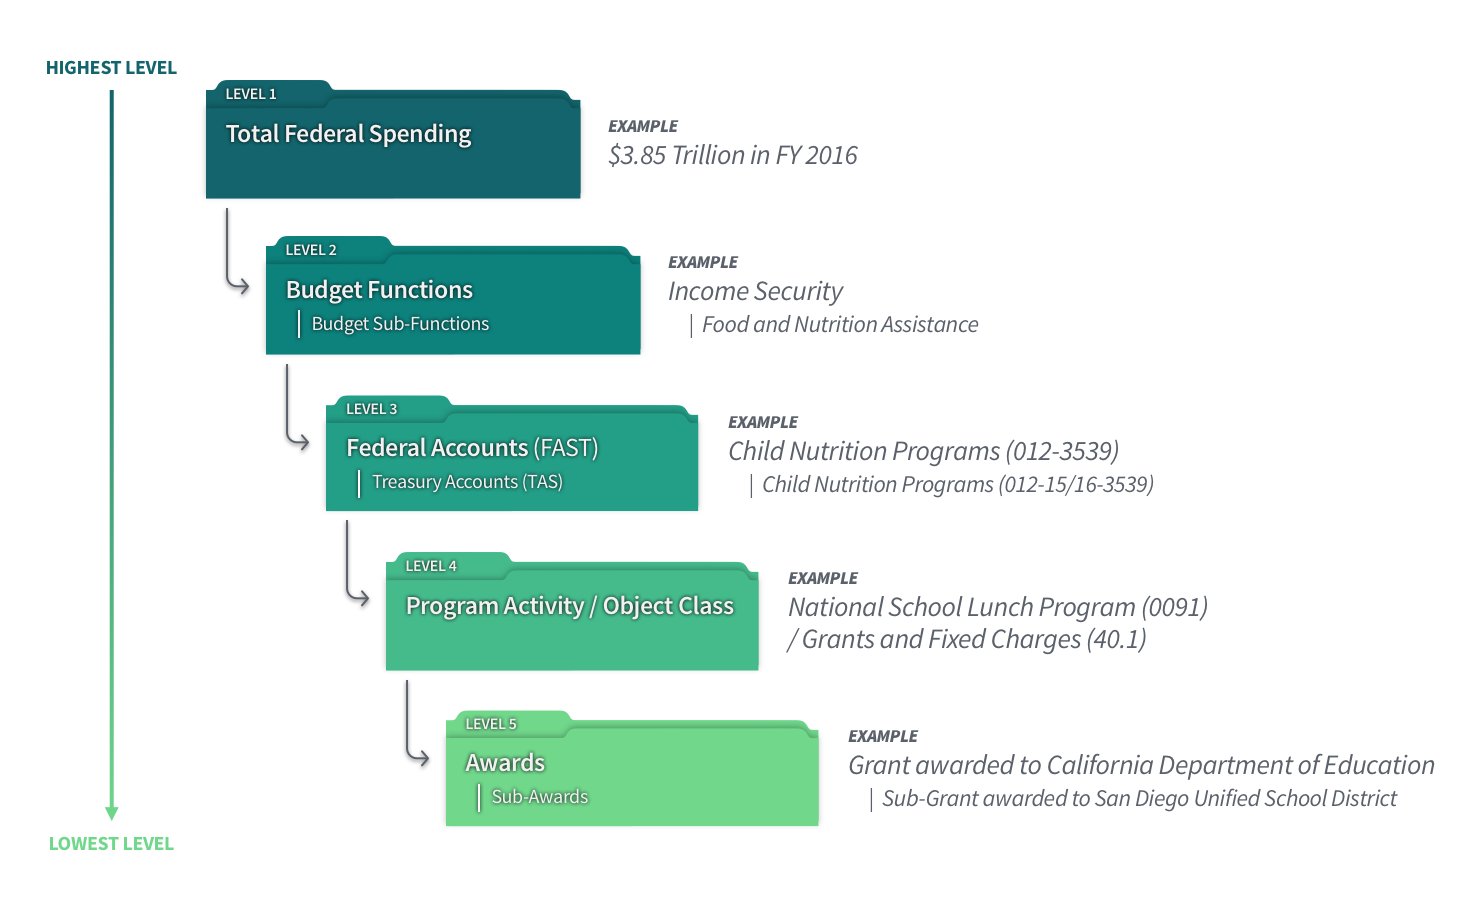 HIGHEST LEVEL
LEVEL 1
Total Federal Spending
EXAMPLE
$3.85 Trillion in FY 2016
LEVEL 2
Budget Functions
Budget Sub-Functions
EXAMPLE
Income Security
Food and Nutrition Assistance
LEVEL 3
Federal Accounts (FAST)
Treasury Accounts (TAS)
EXAMPLE
Child Nutrition Programs (012-3539)
Child Nutrition Programs (012-15/16-3539)
LEVEL 4
Program Activity / Object Class
EXAMPLE
National School Lunch Program (0091)
/ Grants and Fixed Charges (40.1)
LEVEL 5
Awards
Sub-Awards
EXAMPLE
Grant awarded to California Department of Education
Sub-Grant awarded to San Diego Unified School District
LOWEST LEVEL